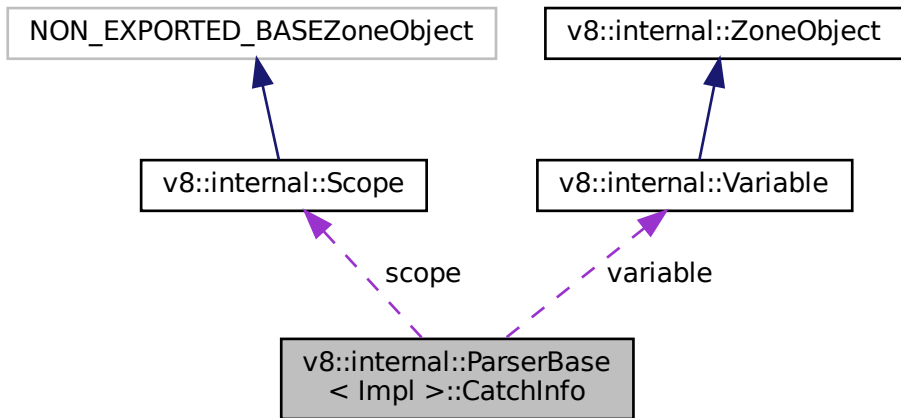 NON_EXPORTED_BASEZoneObject
v8::internal::ZoneObject
v8::internal::Scope
v8::internal::Variable
scope
variable
v8::internal::ParserBase
< Impl >::CatchInfo